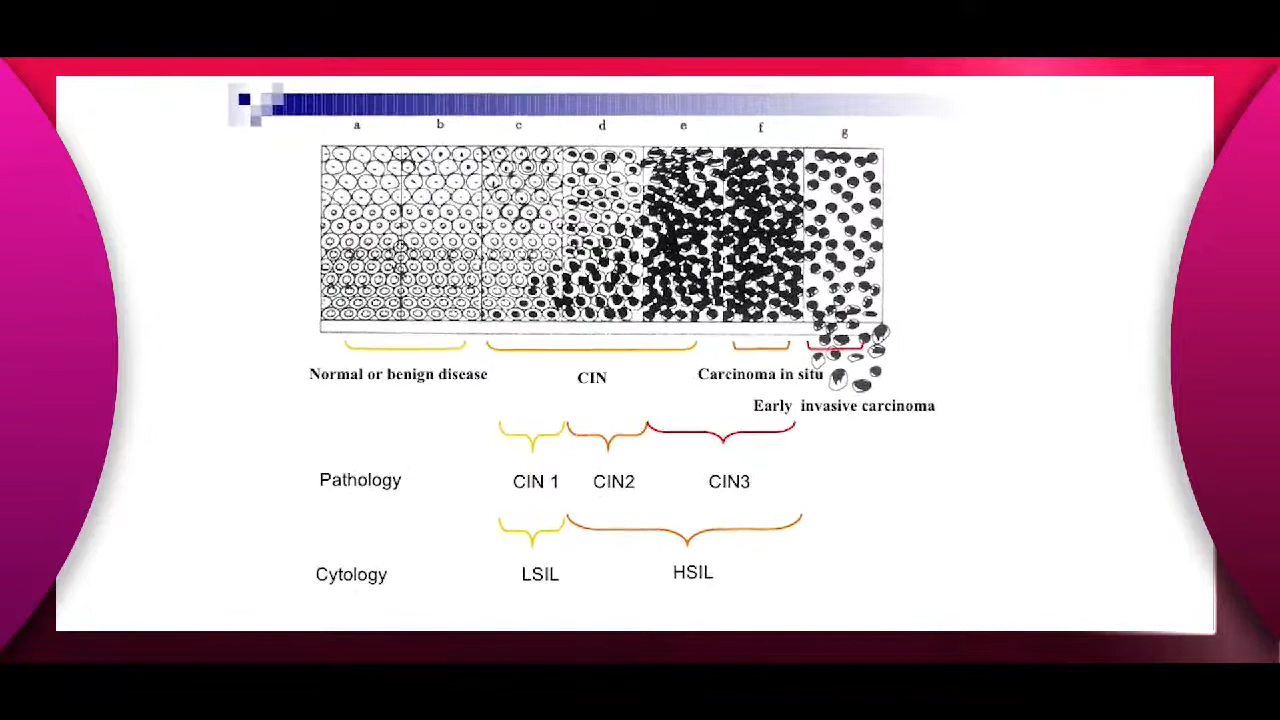 a b c d e f g
Normal or benign disease
CIN
Carcinoma in situ
Early invasive carcinoma
Pathology CIN 1 CIN2 CIN3
Cytology LSIL HSIL